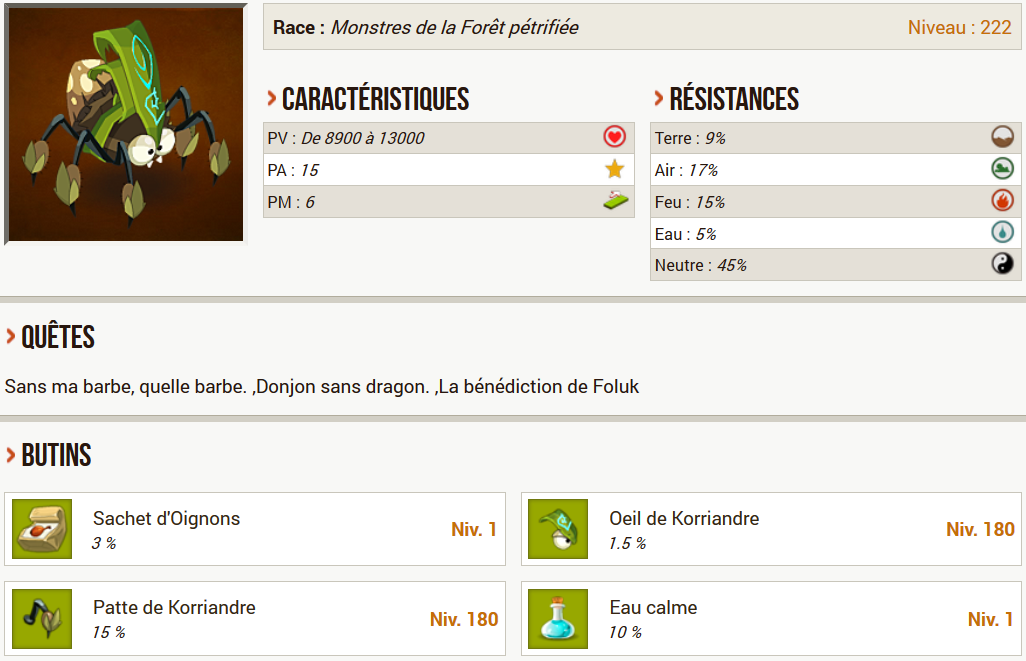 Race : Monstres de la Forêt pétrifiée
Niveau : 222
CARACTÉRISTIQUES
PV : De 8900 à 13000
PA : 15
PM : 6
RÉSISTANCES
Terre : 9%
Air : 17%
Feu : 15%
Eau : 5%
Neutre : 45%
QUÊTES
Sans ma barbe, quelle barbe. ,Donjon sans dragon. ,La bénédiction de Foluk
BUTINS
Sachet d'Oignons
3 %
Niv. 1
Oeil de Korriandre
1.5 %
Niv. 180
Patte de Korriandre
15 %
Niv. 180
Eau calme
10 %
Niv. 1